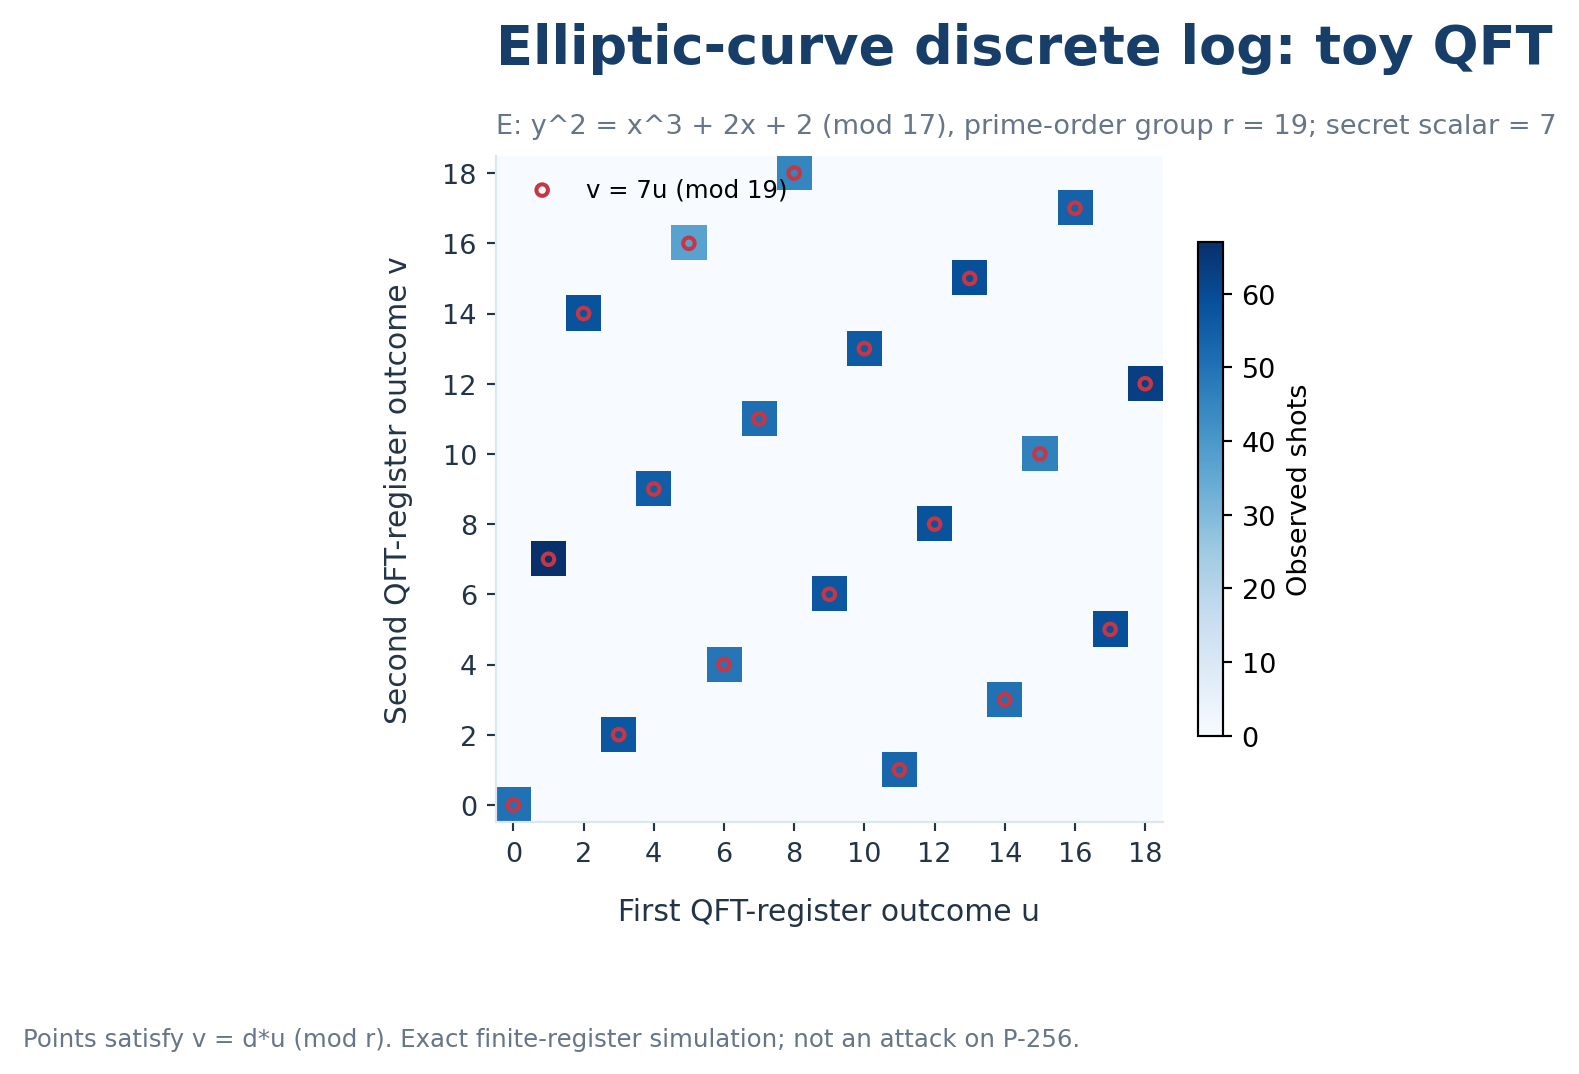 Elliptic-curve discrete log: toy QFT
E: y^2 = x^3 + 2x + 2 (mod 17), prime-order group r = 19; secret scalar = 7
v = 7u (mod 19)
Second QFT-register outcome v
18
16
14
12
10
8
6
4
2
0
0 2 4 6 8 10 12 14 16 18
First QFT-register outcome u
60
50
40
30
20
10
0
Observed shots
Points satisfy v = d*u (mod r). Exact finite-register simulation; not an attack on P-256.